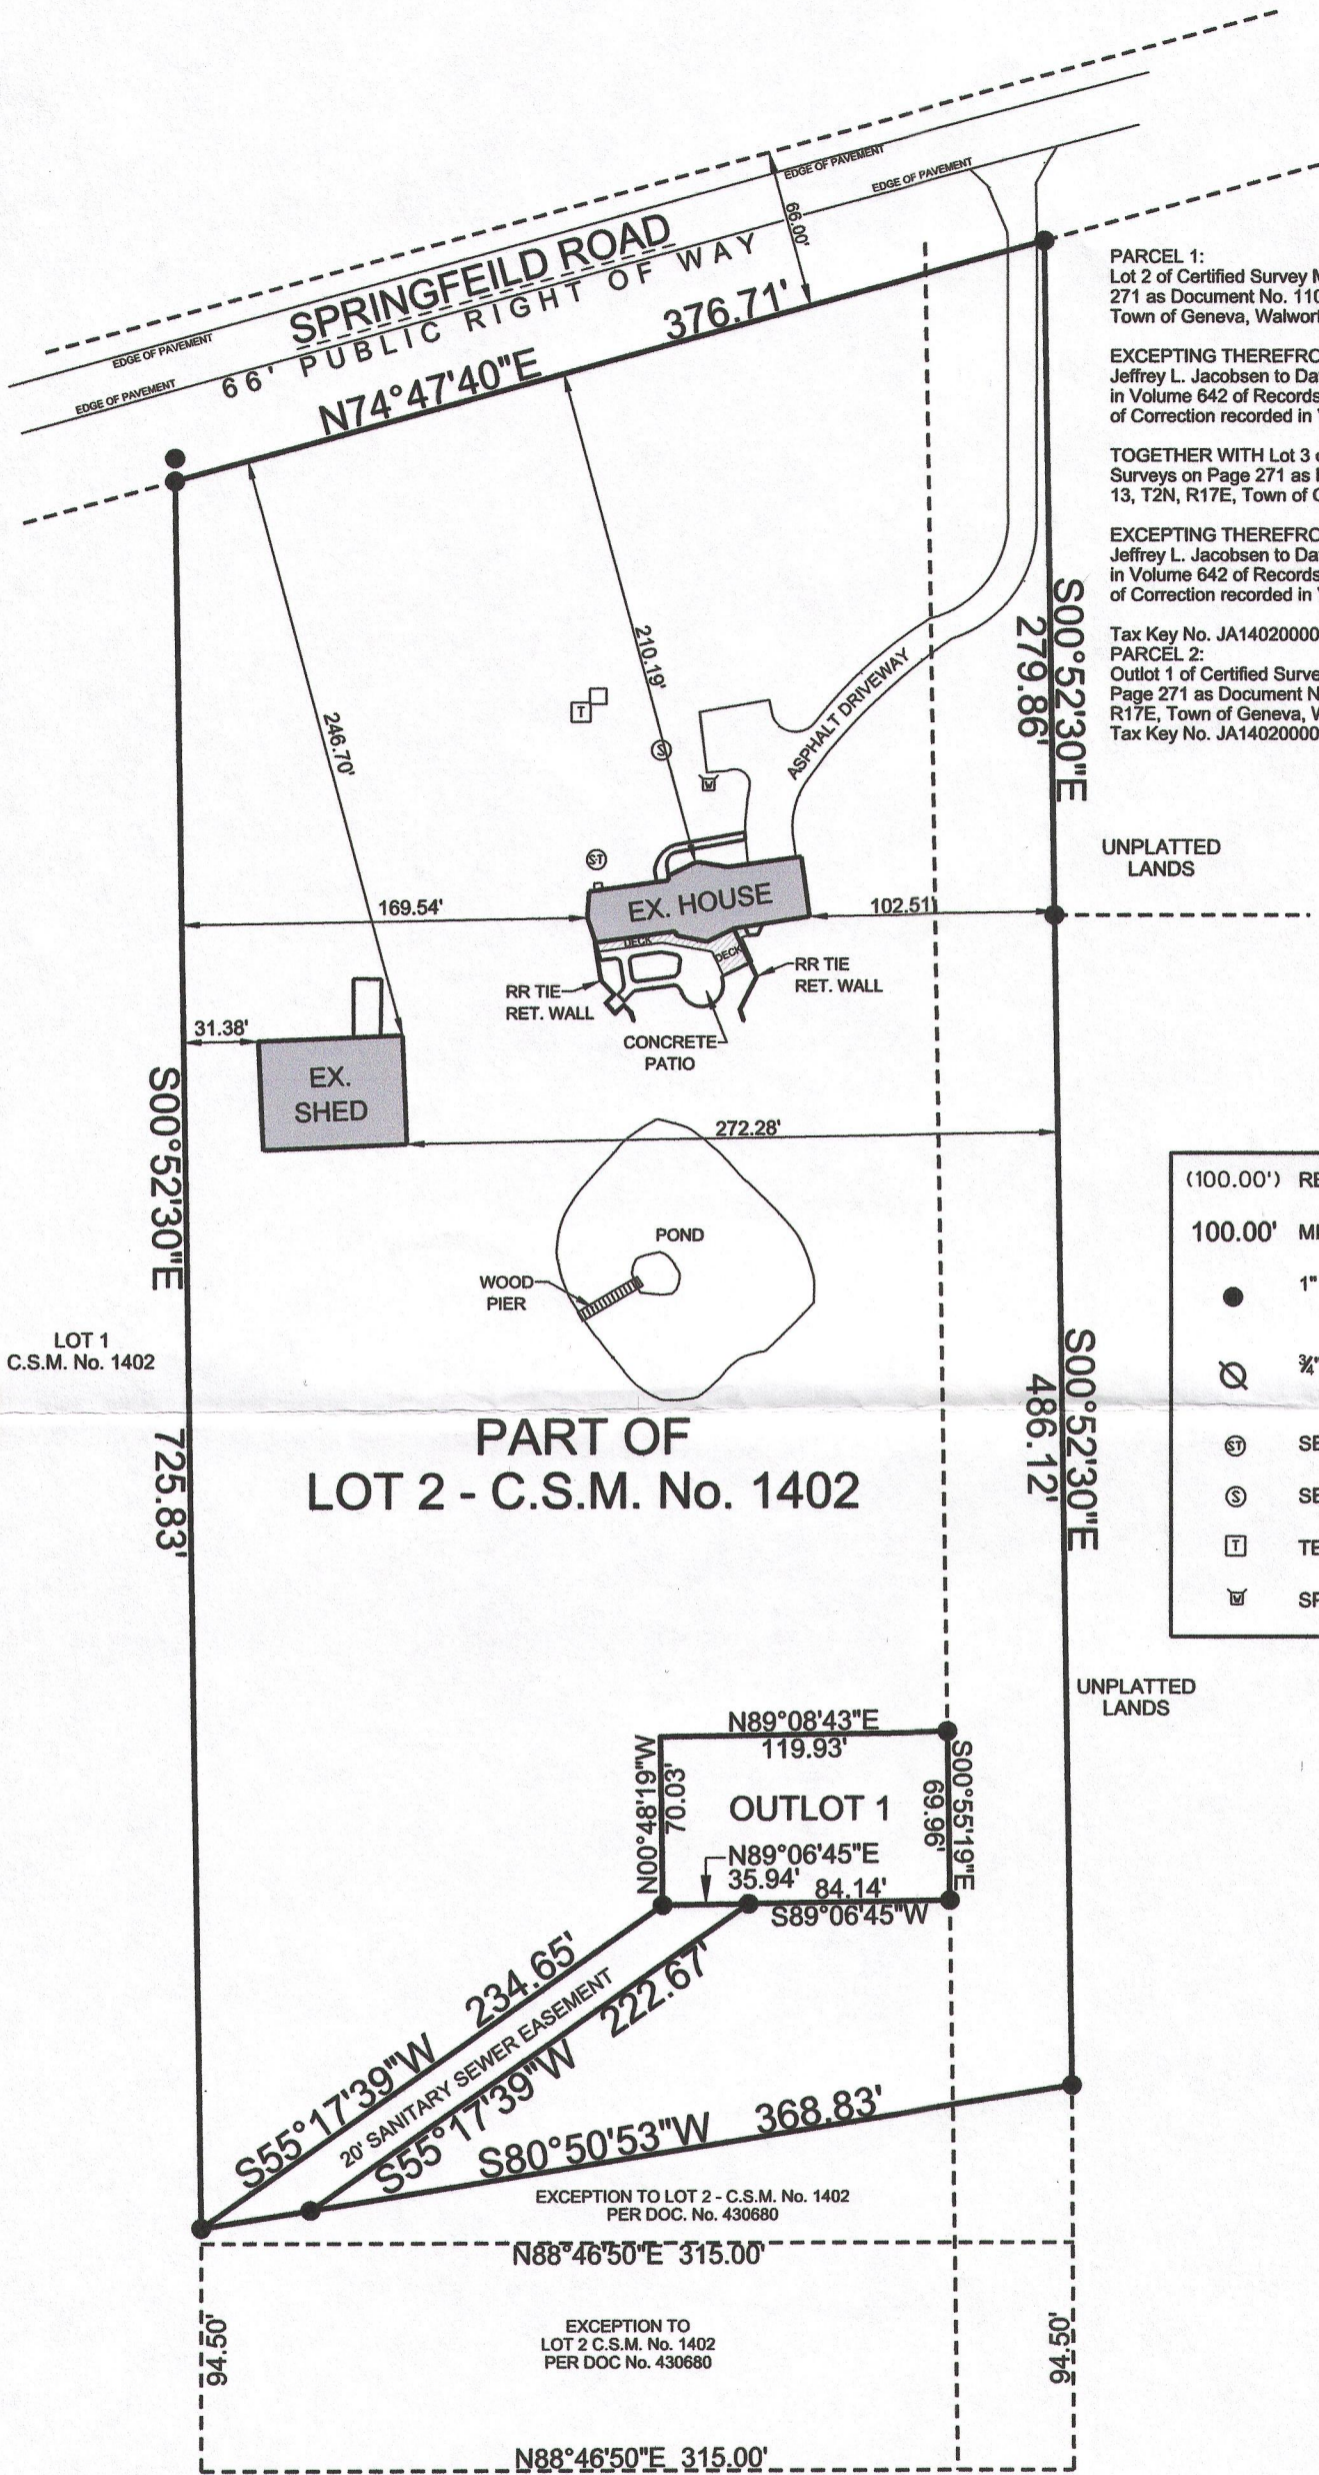 EDGE OF PAVEMENT
EDGE OF PAVEMENT
66.00'
SPRINGFEILD ROAD
66' PUBLIC RIGHT OF WAY
EDGE OF PAVEMENT
EDGE OF PAVEMENT
N74°47'40"E 376.71'
PARCEL 1:
Lot 2 of Certified Survey
271 as Document No.
Town of Geneva,
EXCEPTING
Jeffrey L. Jacobsen to
in Volume 642 of Records
of Correction recorded in
TOGETHER WITH Lot 3
Surveys on Page 271 as
13, T2N, R17E, Town of
EXCEPTING
Jeffrey L. Jacobsen to
in Volume 642 of Records
of Correction recorded in
Tax Key No. JA14020000
PARCEL 2:
Outlot 1 of Certified
Page 271 as Document
R17E, Town of Geneva,
Tax Key No. JA14020000
S00°52'30"E
279.86'
210.19'
246.70'
T
S
W
ASPHALT DRIVEWAY
UNPLATTED
LANDS
ST
EX. HOUSE
169.54'
102.51'
DECK
DECK
RR TIE
RET. WALL
RR TIE
RET. WALL
CONCRETE
PATIO
31.38'
EX.
SHED
272.28'
S00°52'30"E
725.83'
POND
WOOD
PIER
LOT 1
C.S.M. No. 1402
(100.00')
100.00'
1"
¾"
ST
S
T
W
S00°52'30"E
486.12'
PART OF
LOT 2 - C.S.M. No. 1402
UNPLATTED
LANDS
N89°08'43"E
119.93'
N00°48'19"W
70.03'
OUTLOT 1
S00°55'19"E
69.96'
N89°06'45"E
35.94'
84.14'
S89°06'45"W
S55°17'39"W 234.65'
20' SANITARY SEWER EASEMENT
S55°17'39"W 222.67'
S80°50'53"W 368.83'
EXCEPTION TO LOT 2 - C.S.M. No. 1402
PER DOC. No. 430680
N88°46'50"E 315.00'
94.50'
EXCEPTION TO
LOT 2 C.S.M. No. 1402
PER DOC No. 430680
94.50'
N88°46'50"E 315.00'